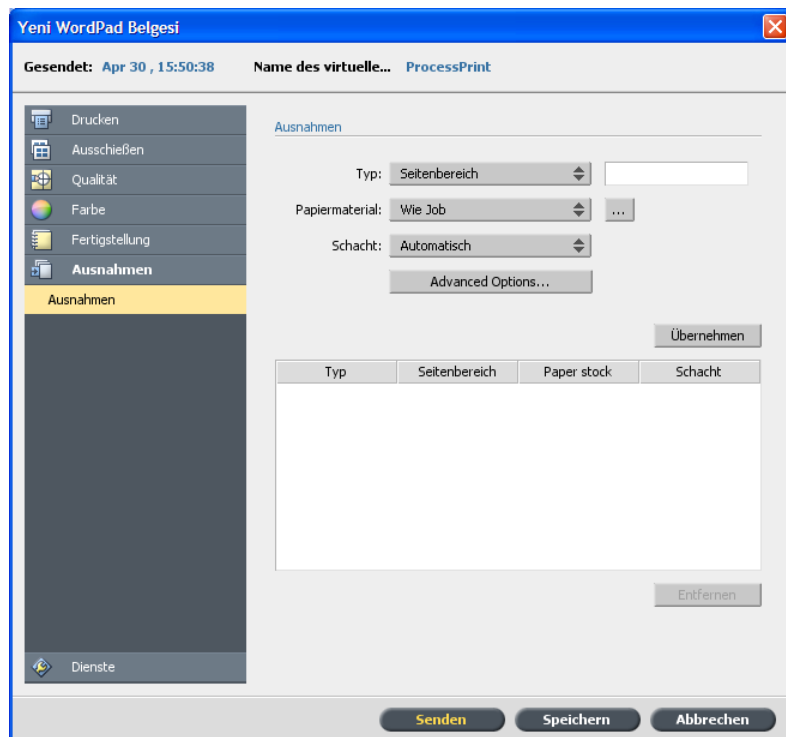 Yeni WordPad Belgesi
Gesendet: Apr 30 , 15:50:38 Name des virtuelle... ProcessPrint
Drucken
Ausschießen
Qualität
Farbe
Fertigstellung
Ausnahmen
Ausnahmen
Dienste
Ausnahmen
Typ: Seitenbereich
Papiermaterial: Wie Job ...
Schacht: Automatisch
Advanced Options...
Übernehmen
Typ Seitenbereich Paper stock Schacht
Entfernen
Senden Speichern Abbrechen